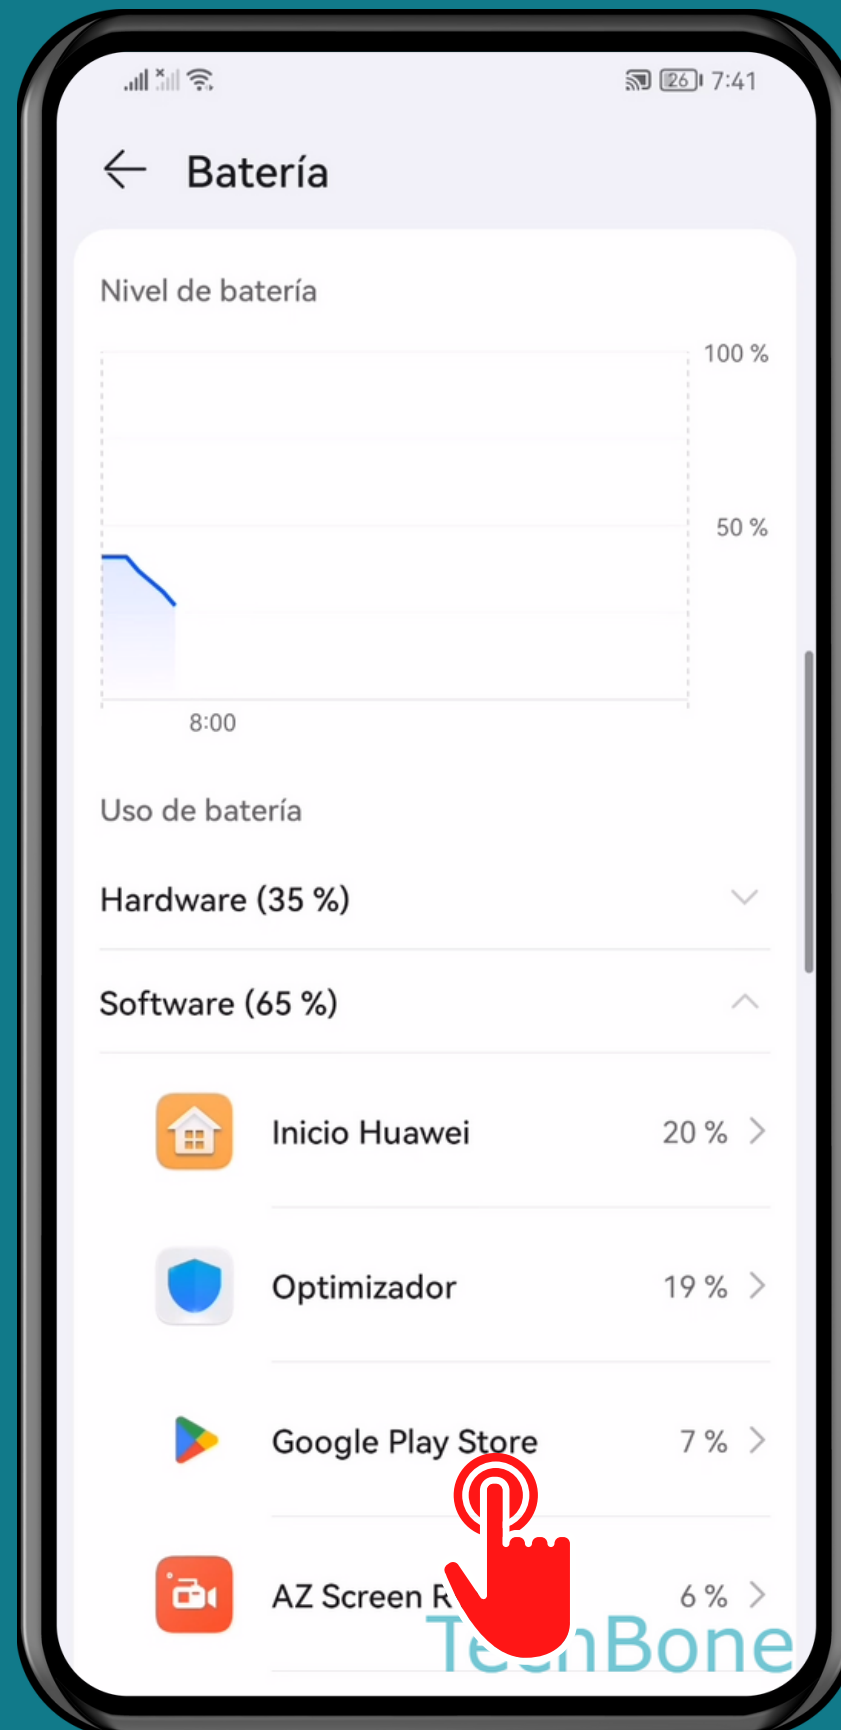 26 7:41
Batería
Nivel de batería
100 %
50 %
8:00
Uso de batería
Hardware (35 %)
Software (65 %)
Inicio Huawei 20 %
Optimizador 19 %
Google Play Store 7 %
AZ Screen 6 %